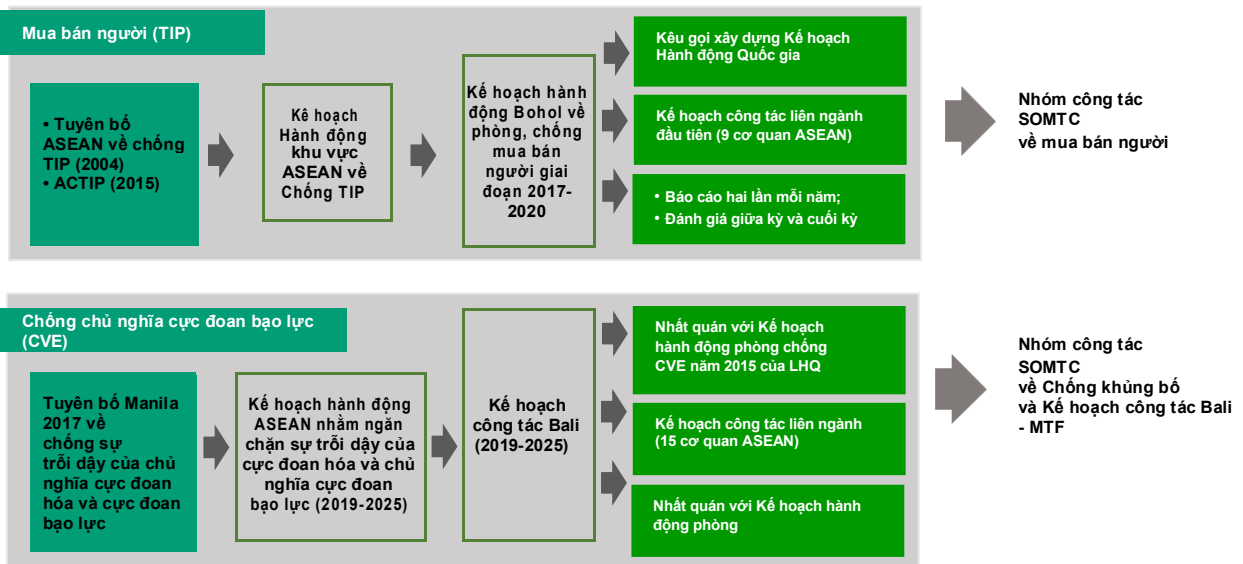 Mua bán người (TIP)
• Tuyên bố
ASEAN về chống
TIP (2004)
• ACTIP (2015)
Kế hoạch
Hành động
khu vực
ASEAN về
Chống TIP
Kế hoạch hành
động Bohol về
phòng, chống
mua bán
người giai
đoạn 2017-
2020
Kêu gọi xây dựng Kế hoạch
Hành động Quốc gia
Kế hoạch công tác liên ngành
đầu tiên (9 cơ quan ASEAN)
• Báo cáo hai lần mỗi năm;
• Đánh giá giữa kỳ và cuối kỳ
Nhóm công tác
SOMTC
về mua bán người
Chống chủ nghĩa cực đoan bạo lực
(CVE)
Tuyên bố Manila
2017 về
chống sự
trỗi dậy của chủ
nghĩa cực đoan
hóa và cực đoan
bạo lực
Kế hoạch hành động
ASEAN nhằm ngăn
chặn sự trỗi dậy của
cực đoan hóa và chủ
nghĩa cực đoan
bạo lực (2019-2025)
Kế hoạch
công tác Bali
(2019-2025)
Nhất quán với Kế hoạch
hành động phòng chống
CVE năm 2015 của LHQ
Kế hoạch công tác liên ngành
(15 cơ quan ASEAN)
Nhất quán với Kế hoạch hành
động phòng
Nhóm công tác
SOMTC
về Chống khủng bố
và Kế hoạch công tác Bali
- MTF